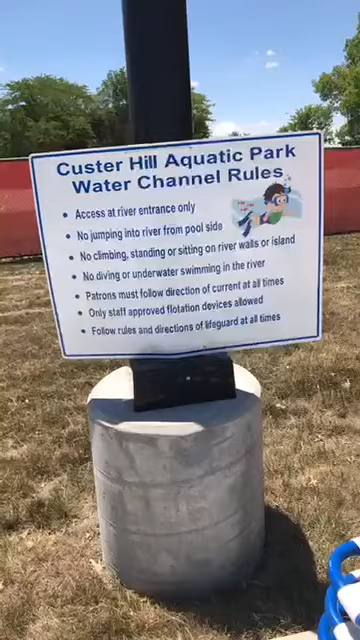 Custer Hill Aquatic Park
Water Channel Rules
• Access at river entrance only
• No jumping into river from pool side
• No climbing, standing or sitting on river walls or island
• No diving or underwater swimming in the river
• Patrons must follow direction of current at all times
• Only staff approved flotation devices allowed
• Follow rules and directions of lifeguard at all times